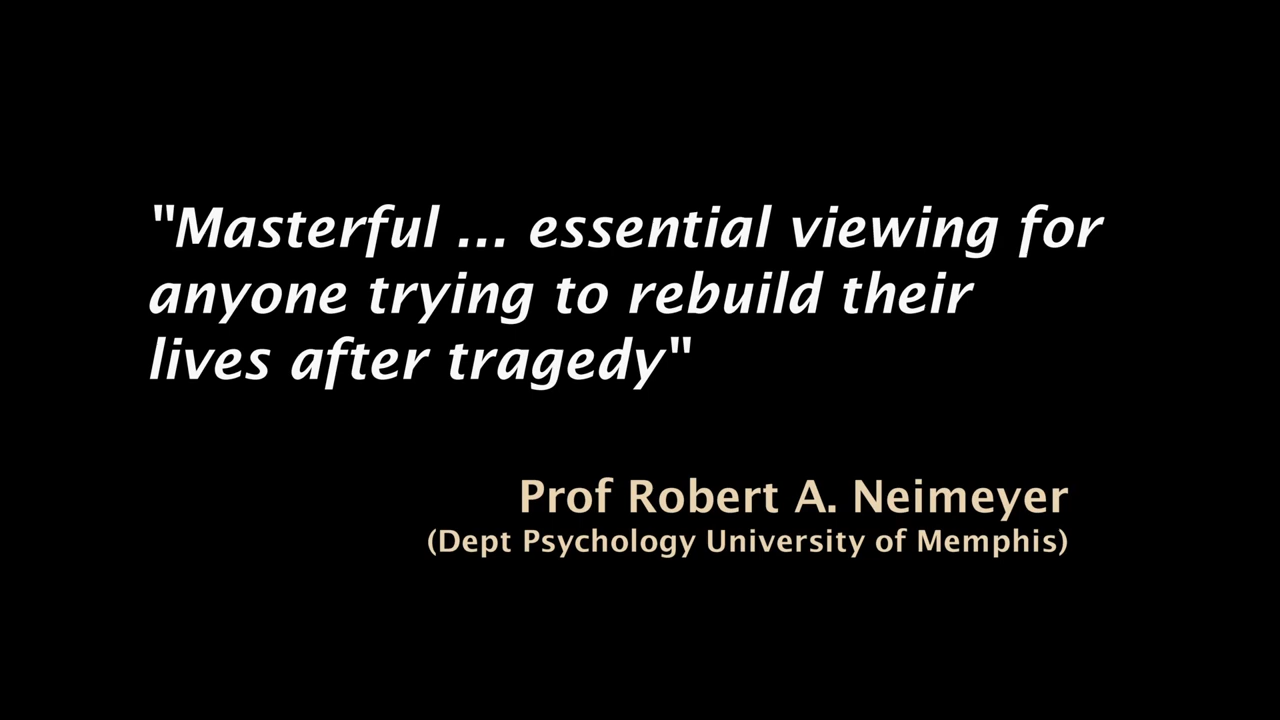 "Masterful ... essential viewing for
anyone trying to rebuild their
lives after tragedy"
Prof Robert A. Neimeyer
(Dept Psychology University of Memphis)